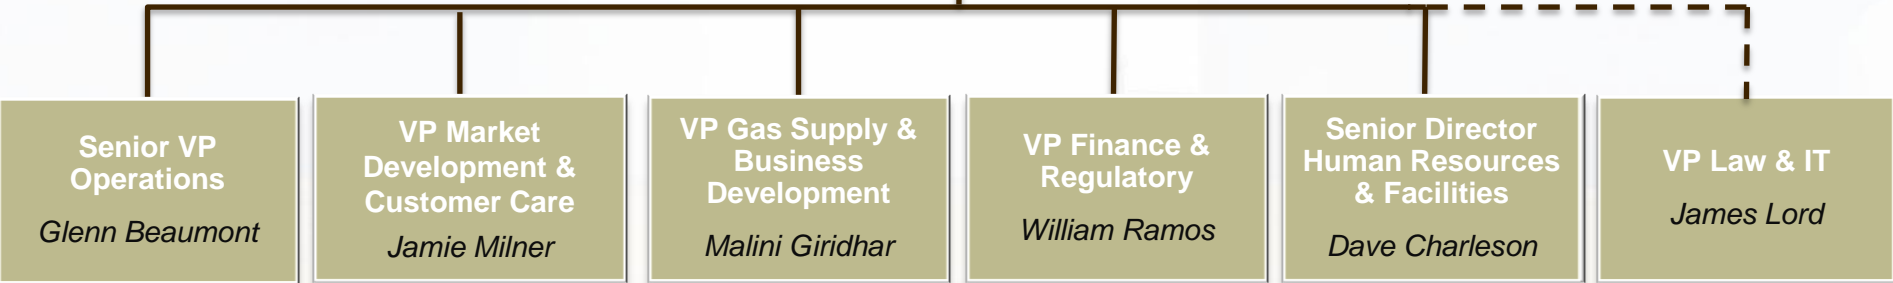 Senior VP
Operations
Glenn Beaumont
VP Market
Development &
Customer Care
Jamie Milner
VP Gas Supply &
Business
Development
Malini Giridhar
VP Finance &
Regulatory
William Ramos
Senior Director
Human Resources
& Facilities
Dave Charleson
VP Law & IT
James Lord